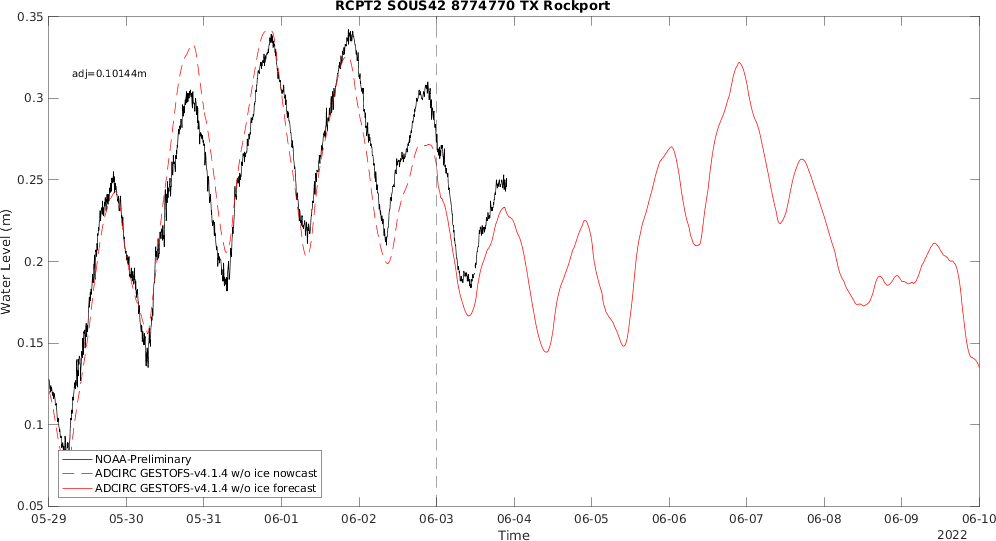 RCPT2 SOUS42 8774770 TX Rockport
0.35
0.3
0.25
0.2
0.15
0.1
0.05
Water Level (m)
adj=0.10144m
NOAA-Preliminary
ADCIRC GESTOFS-v4.1.4 w/o ice nowcast
ADCIRC GESTOFS-v4.1.4 w/o ice forecast
05-29 05-30 05-31 06-01 06-02 06-03 06-04 06-05 06-06 06-07 06-08 06-09 06-10
Time
2022